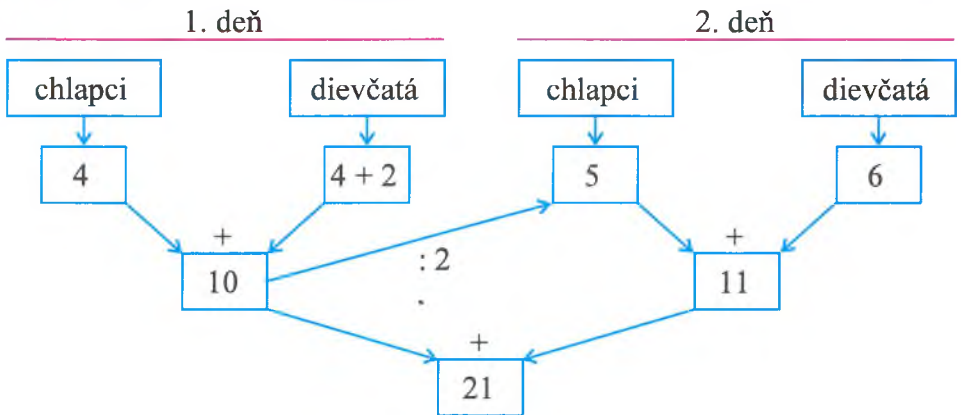 1. deň 2. deň
chlapci dievčatá chlapci dievčatá
4 4 + 2 5 6
+ +
: 2
10 11
+
21